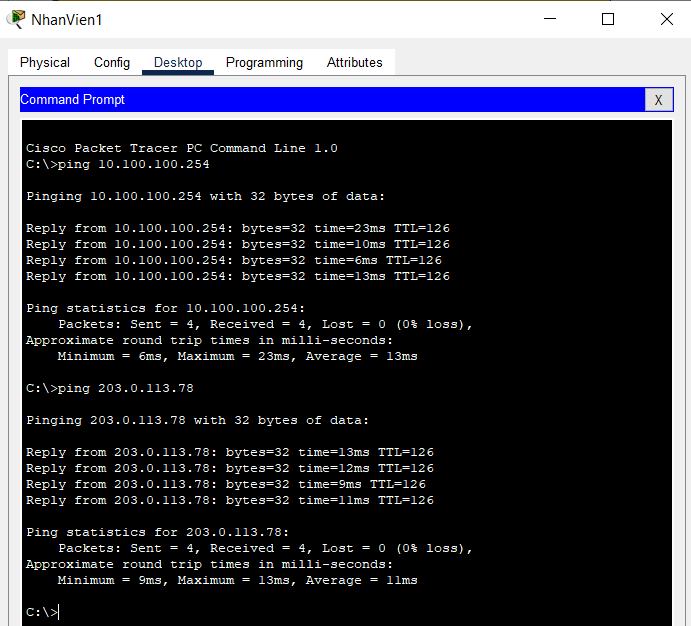 NhanVien1
Physical Config Desktop Programming Attributes
Command Prompt X
Cisco Packet Tracer PC Command Line 1.0
C:\>ping 10.100.100.254
Pinging 10.100.100.254 with 32 bytes of data:
Reply from 10.100.100.254: bytes=32 time=23ms TTL=126
Reply from 10.100.100.254: bytes=32 time=10ms TTL=126
Reply from 10.100.100.254: bytes=32 time=6ms TTL=126
Reply from 10.100.100.254: bytes=32 time=13ms TTL=126
Ping statistics for 10.100.100.254:
    Packets: Sent = 4, Received = 4, Lost = 0 (0% loss),
Approximate round trip times in milli-seconds:
    Minimum = 6ms, Maximum = 23ms, Average = 13ms
C:\>ping 203.0.113.78
Pinging 203.0.113.78 with 32 bytes of data:
Reply from 203.0.113.78: bytes=32 time=13ms TTL=126
Reply from 203.0.113.78: bytes=32 time=12ms TTL=126
Reply from 203.0.113.78: bytes=32 time=9ms TTL=126
Reply from 203.0.113.78: bytes=32 time=11ms TTL=126
Ping statistics for 203.0.113.78:
    Packets: Sent = 4, Received = 4, Lost = 0 (0% loss),
Approximate round trip times in milli-seconds:
    Minimum = 9ms, Maximum = 13ms, Average = 11ms
C:\>